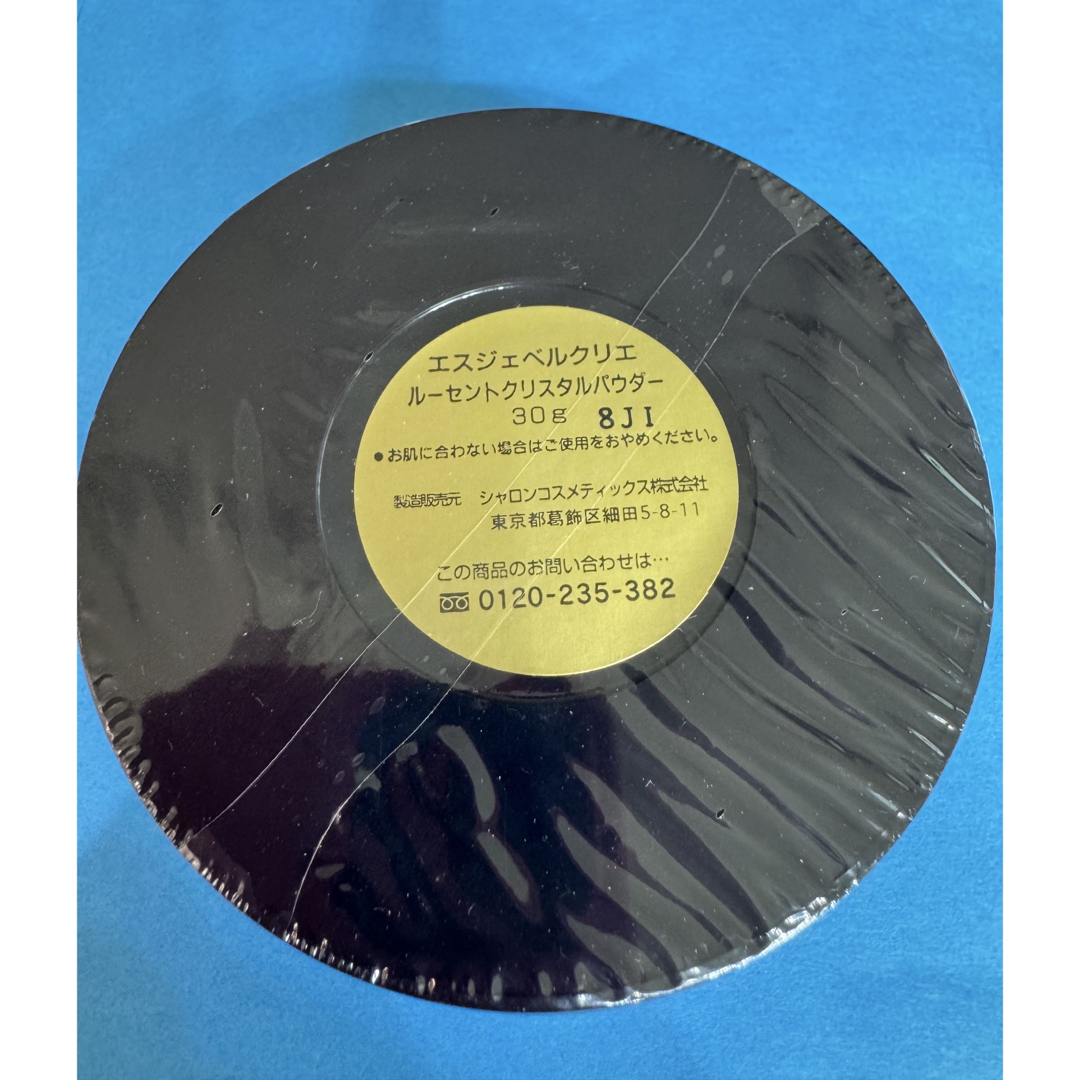 エスジェベルクリエ
ルーセントクリスタルパウダー
30g 8J1
●お肌に合わない場合はご使用をおやめください。
製造販売元 シャロンコスメティックス株式会社
東京都葛飾区細田5-8-11
この商品のお問い合わせは…
0120-235-382